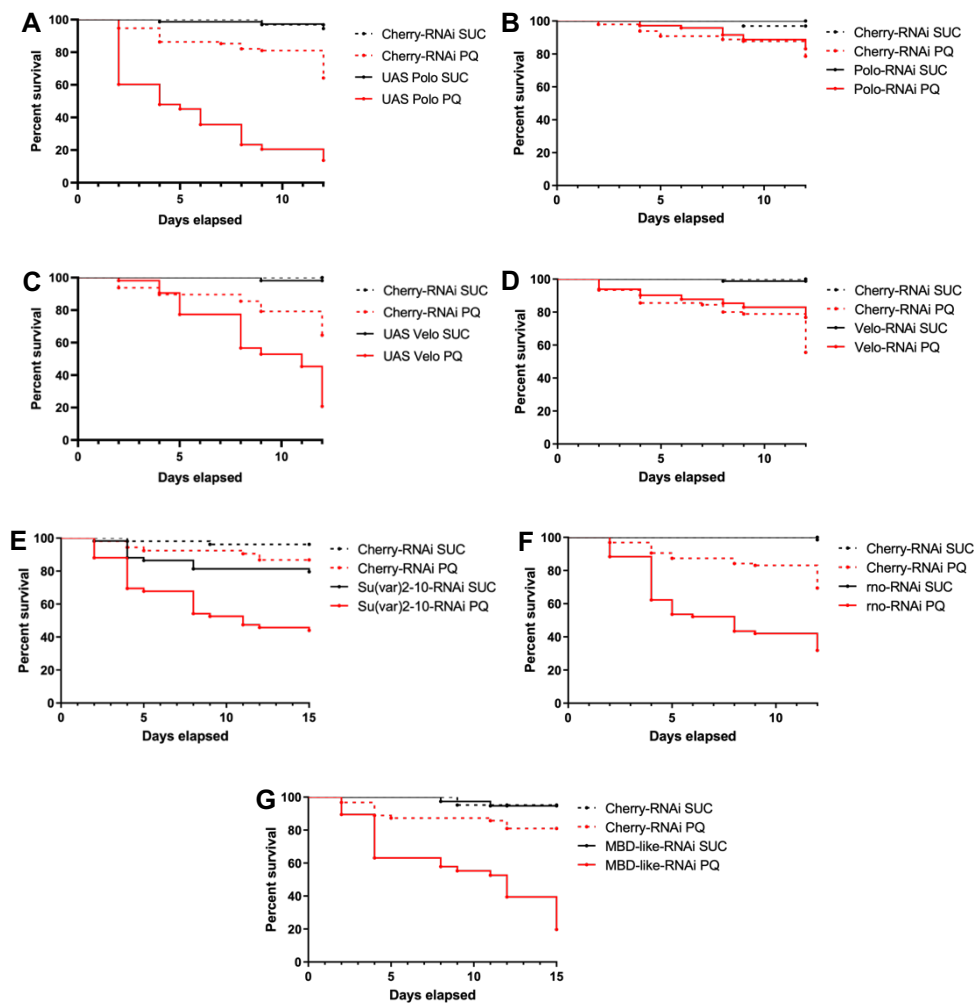 A
Percent survival
100
80
60
40
20
0
0 5 10
Days elapsed
Cherry-RNAi SUC
Cherry-RNAi PQ
UAS Polo SUC
UAS Polo PQ
B
Percent survival
100
80
60
40
20
0
0 5 10
Days elapsed
Cherry-RNAi SUC
Cherry-RNAi PQ
Polo-RNAi SUC
Polo-RNAi PQ
C
Percent survival
100
80
60
40
20
0
0 5 10
Days elapsed
Cherry-RNAi SUC
Cherry-RNAi PQ
UAS Velo SUC
UAS Velo PQ
D
Percent survival
100
80
60
40
20
0
0 5 10
Days elapsed
Cherry-RNAi SUC
Cherry-RNAi PQ
Velo-RNAi SUC
Velo-RNAi PQ
E
Percent survival
100
80
60
40
20
0
0 5 10 15
Days elapsed
Cherry-RNAi SUC
Cherry-RNAi PQ
Su(var)2-10-RNAi SUC
Su(var)2-10-RNAi PQ
F
Percent survival
100
80
60
40
20
0
0 5 10
Days elapsed
Cherry-RNAi SUC
Cherry-RNAi PQ
rno-RNAi SUC
rno-RNAi PQ
G
Percent survival
100
80
60
40
20
0
0 5 10 15
Days elapsed
Cherry-RNAi SUC
Cherry-RNAi PQ
MBD-like-RNAi SUC
MBD-like-RNAi PQ